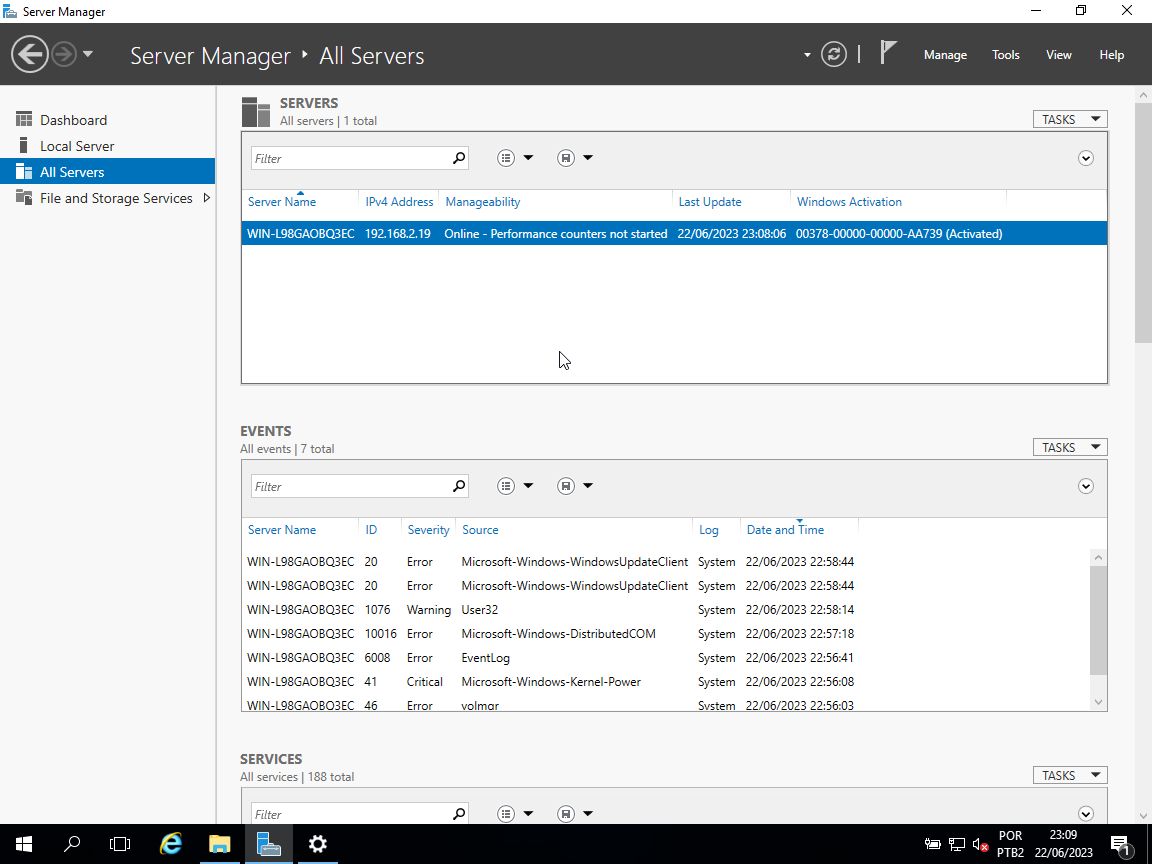 Server Manager
Server Manager ‣ All Servers
Manage Tools View Help
Dashboard
Local Server
All Servers
File and Storage Services
SERVERS
All servers | 1 total
TASKS
Filter
Server Name IPv4 Address Manageability Last Update Windows Activation
WIN-L98GAOBQ3EC 192.168.2.19 Online - Performance counters not started 22/06/2023 23:08:06 00378-00000-00000-AA739 (Activated)
EVENTS
All events | 7 total
TASKS
Filter
Server Name ID Severity Source Log Date and Time
WIN-L98GAOBQ3EC 20 Error Microsoft-Windows-WindowsUpdateClient System 22/06/2023 22:58:44
WIN-L98GAOBQ3EC 20 Error Microsoft-Windows-WindowsUpdateClient System 22/06/2023 22:58:44
WIN-L98GAOBQ3EC 1076 Warning User32 System 22/06/2023 22:58:14
WIN-L98GAOBQ3EC 10016 Error Microsoft-Windows-DistributedCOM System 22/06/2023 22:57:18
WIN-L98GAOBQ3EC 6008 Error EventLog System 22/06/2023 22:56:41
WIN-L98GAOBQ3EC 41 Critical Microsoft-Windows-Kernel-Power System 22/06/2023 22:56:08
WIN-L98GAOBQ3EC 46 Error volmgr System 22/06/2023 22:56:03
SERVICES
All services | 188 total
TASKS
Filter
POR 23:09
PTB2 22/06/2023 1